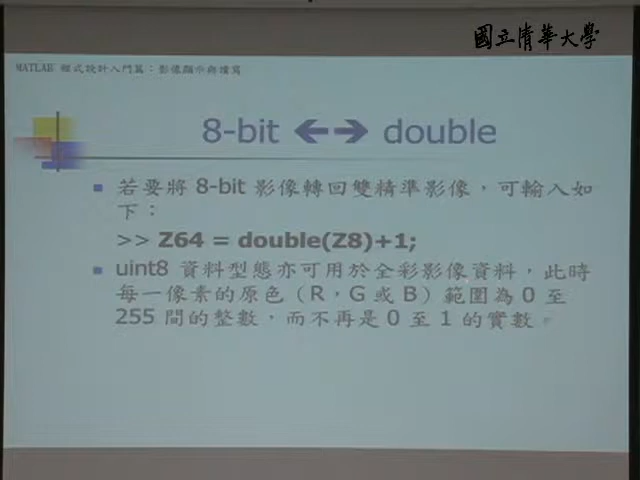 國立清華大學
MATLAB 程式設計入門篇：影像顯示與讀寫
8-bit ←→ double
若要將 8-bit 影像轉回雙精準影像，可輸入如
下：
>> Z64 = double(Z8)+1;
uint8 資料型態亦可用於全彩影像資料，此時
每一像素的原色（R，G 或 B）範圍為 0 至
255 間的整數，而不再是 0 至 1 的實數。